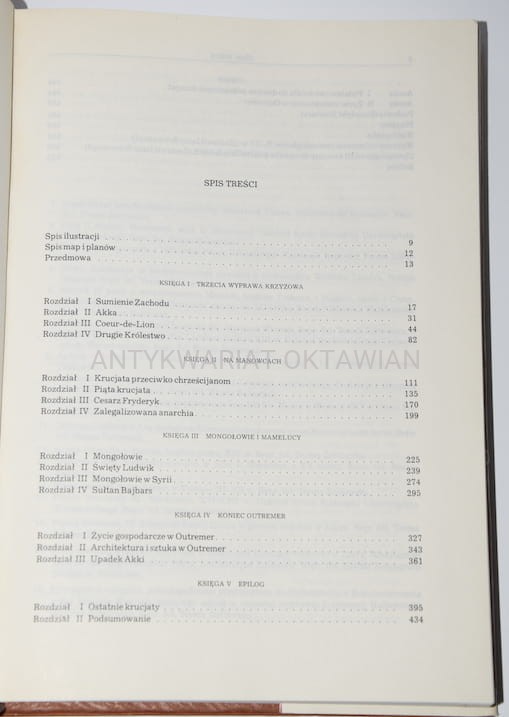 SPIS TREŚCI
Spis ilustracji 9
Spis map i planów 12
Przedmowa 13
KSIĘGA I TRZECIA WYPRAWA KRZYŻOWA
Rozdział I Sumienie Zachodu 17
Rozdział II Akka 31
Rozdział III Coeur-de-Lion 44
Rozdział IV Drugie Królestwo 82
ANTYKWARIAT OKTAWIAN
KSIĘGA II NA MANOWCACH
Rozdział I Krucjata przeciwko chrześcijanom 111
Rozdział II Piąta krucjata 135
Rozdział III Cesarz Fryderyk 170
Rozdział IV Zalegalizowana anarchia 199
KSIĘGA III MONGOŁOWIE I MAMELUCY
Rozdział I Mongołowie 225
Rozdział II Święty Ludwik 239
Rozdział III Mongołowie w Syrii 274
Rozdział IV Sułtan Bajbars 295
KSIĘGA IV KONIEC OUTREMER
Rozdział I Życie gospodarcze w Outremer 327
Rozdział II Architektura i sztuka w Outremer 343
Rozdział III Upadek Akki 361
KSIĘGA V EPILOG
Rozdział I Ostatnie krucjaty 395
Rozdział II Podsumowanie 434